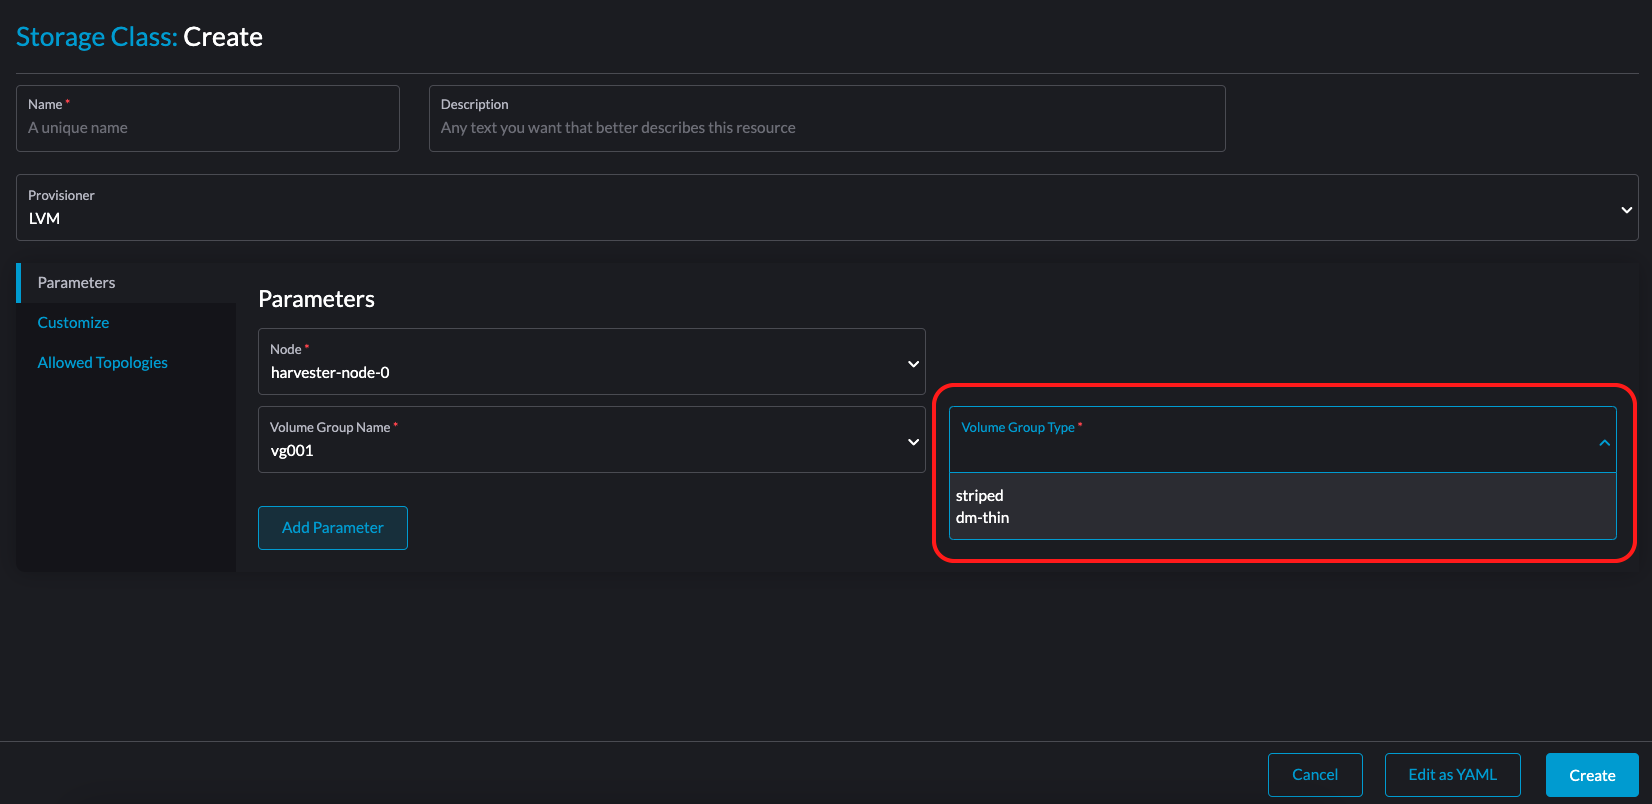 Storage Class: Create
Name *
A unique name
Description
Any text you want that better describes this resource
Provisioner
LVM
Parameters
Customize
Allowed Topologies
Parameters
Node *
harvester-node-0
Volume Group Name *
vg001
Volume Group Type *
striped
dm-thin
Add Parameter
Cancel
Edit as YAML
Create